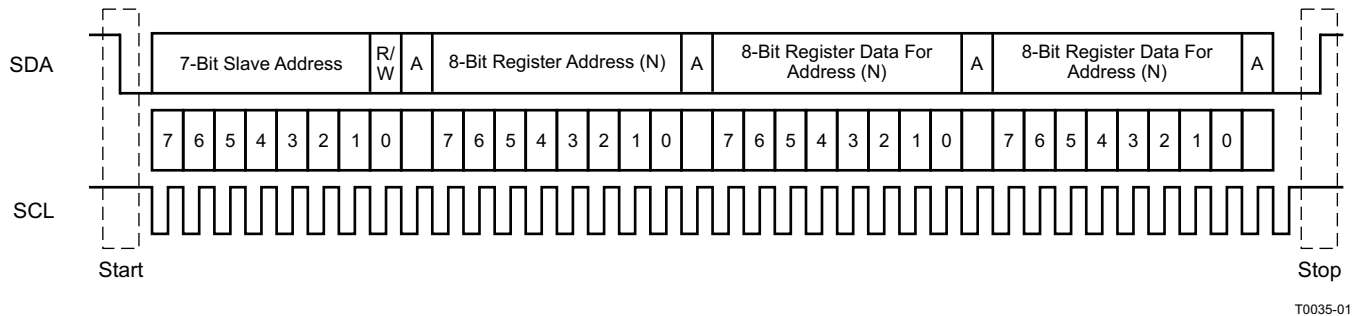 SDA
7-Bit Slave Address
R/
W
A
8-Bit Register Address (N)
A
8-Bit Register Data For
Address (N)
A
8-Bit Register Data For
Address (N)
A
7 6 5 4 3 2 1 0 7 6 5 4 3 2 1 0 7 6 5 4 3 2 1 0 7 6 5 4 3 2 1 0
SCL
Start
Stop
T0035-01